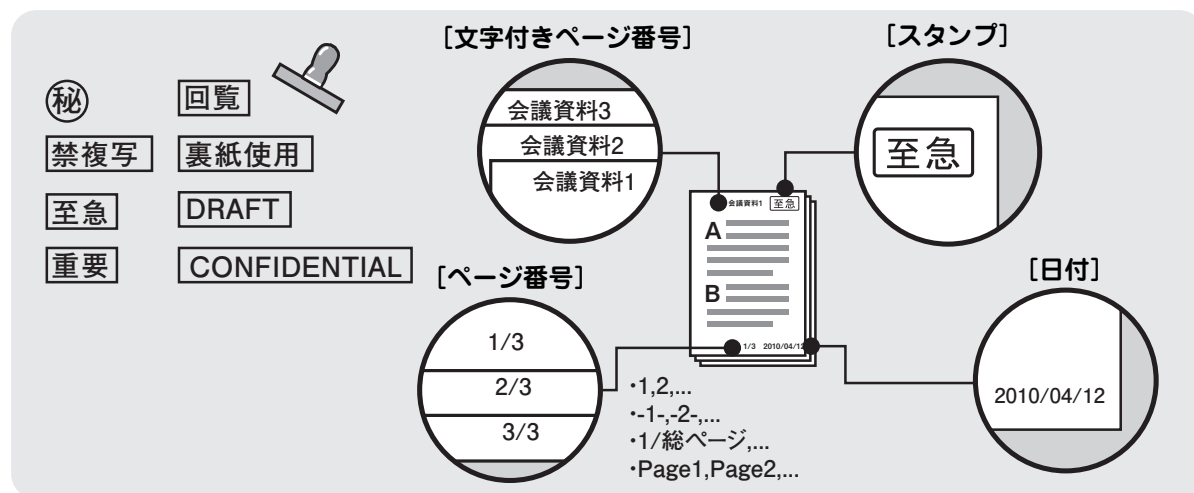 [文字付きページ番号]
[スタンプ]
㊙
回覧
禁複写
裏紙使用
至急
DRAFT
重要
CONFIDENTIAL
会議資料3
会議資料2
会議資料1
至急
会議資料1
至急
A
B
1/3 2010/04/12
[ページ番号]
1/3
2/3
3/3
・1,2,...
・-1-,-2-,...
・1/総ページ,...
・Page1,Page2,...
[日付]
2010/04/12